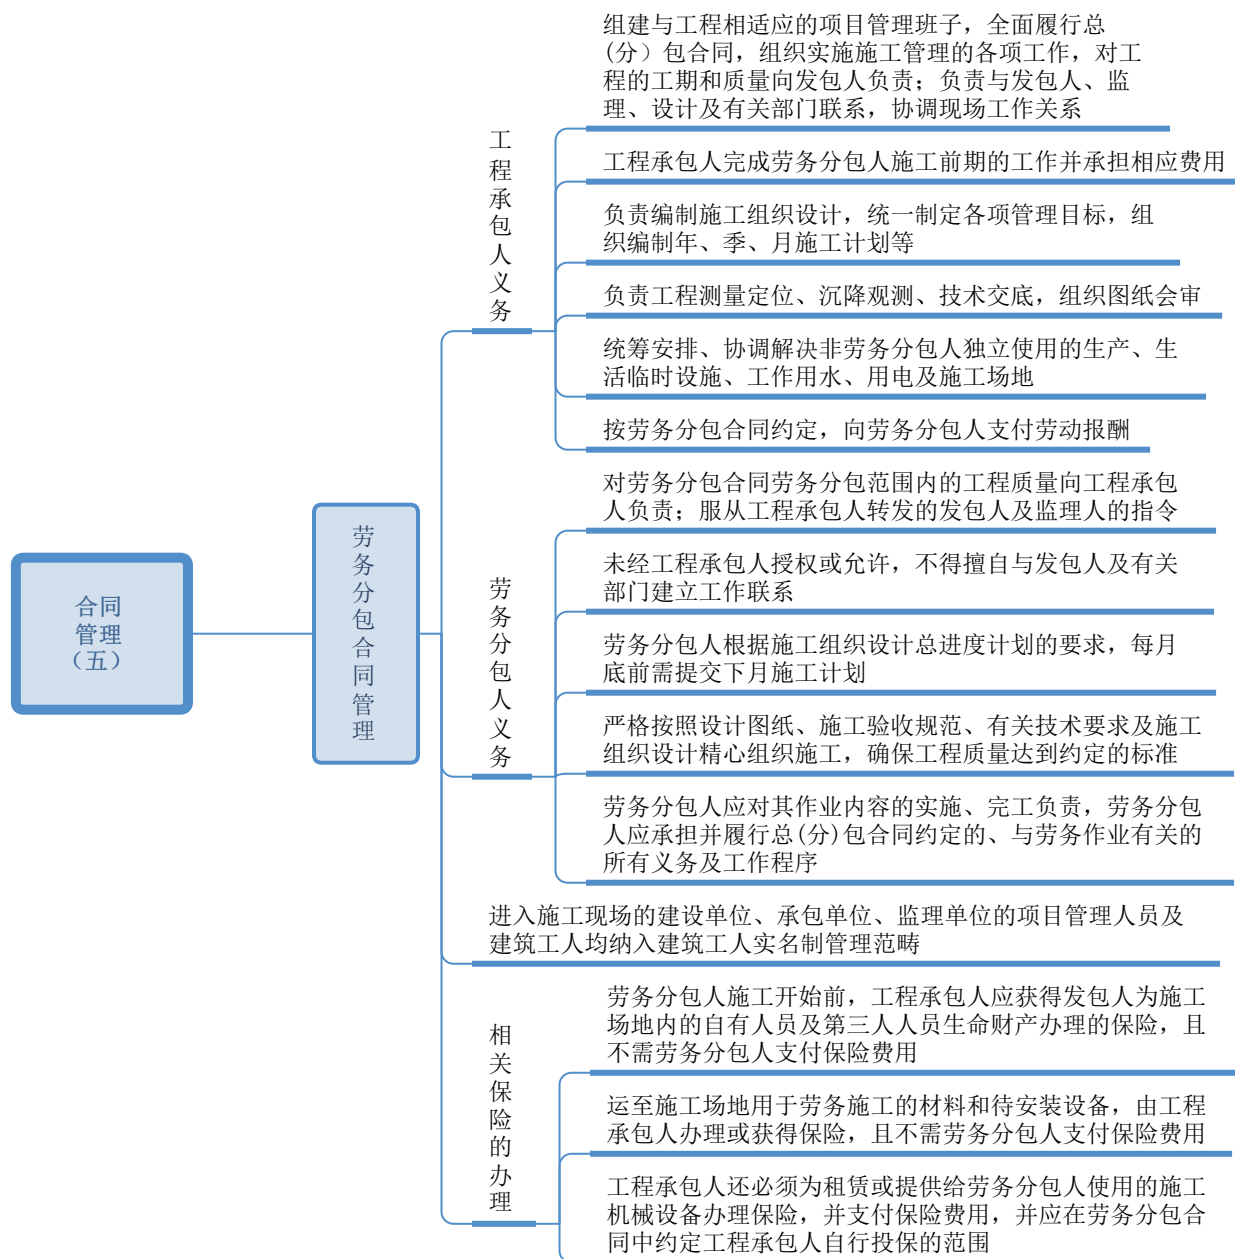 合同
管理
（五）
劳务分包合同管理
工程承包人义务
组建与工程相适应的项目管理班子，全面履行总
(分）包合同，组织实施施工管理的各项工作，对工
程的工期和质量向发包人负责；负责与发包人、监
理、设计及有关部门联系，协调现场工作关系
工程承包人完成劳务分包人施工前期的工作并承担相应费用
负责编制施工组织设计，统一制定各项管理目标，组
织编制年、季、月施工计划等
负责工程测量定位、沉降观测、技术交底，组织图纸会审
统筹安排、协调解决非劳务分包人独立使用的生产、生
活临时设施、工作用水、用电及施工场地
按劳务分包合同约定，向劳务分包人支付劳动报酬
劳务分包人义务
对劳务分包合同劳务分包范围内的工程质量向工程承包
人负责；服从工程承包人转发的发包人及监理人的指令
未经工程承包人授权或允许，不得擅自与发包人及有关
部门建立工作联系
劳务分包人根据施工组织设计总进度计划的要求，每月
底前需提交下月施工计划
严格按照设计图纸、施工验收规范、有关技术要求及施工
组织设计精心组织施工，确保工程质量达到约定的标准
劳务分包人应对其作业内容的实施、完工负责，劳务分包
人应承担并履行总(分)包合同约定的、与劳务作业有关的
所有义务及工作程序
进入施工现场的建设单位、承包单位、监理单位的项目管理人员及
建筑工人均纳入建筑工人实名制管理范畴
相关保险的办理
劳务分包人施工开始前，工程承包人应获得发包人为施工
场地内的自有人员及第三人人员生命财产办理的保险，且
不需劳务分包人支付保险费用
运至施工场地用于劳务施工的材料和待安装设备，由工程
承包人办理或获得保险，且不需劳务分包人支付保险费用
工程承包人还必须为租赁或提供给劳务分包人使用的施工
机械设备办理保险，并支付保险费用，并应在劳务分包合
同中约定工程承包人自行投保的范围